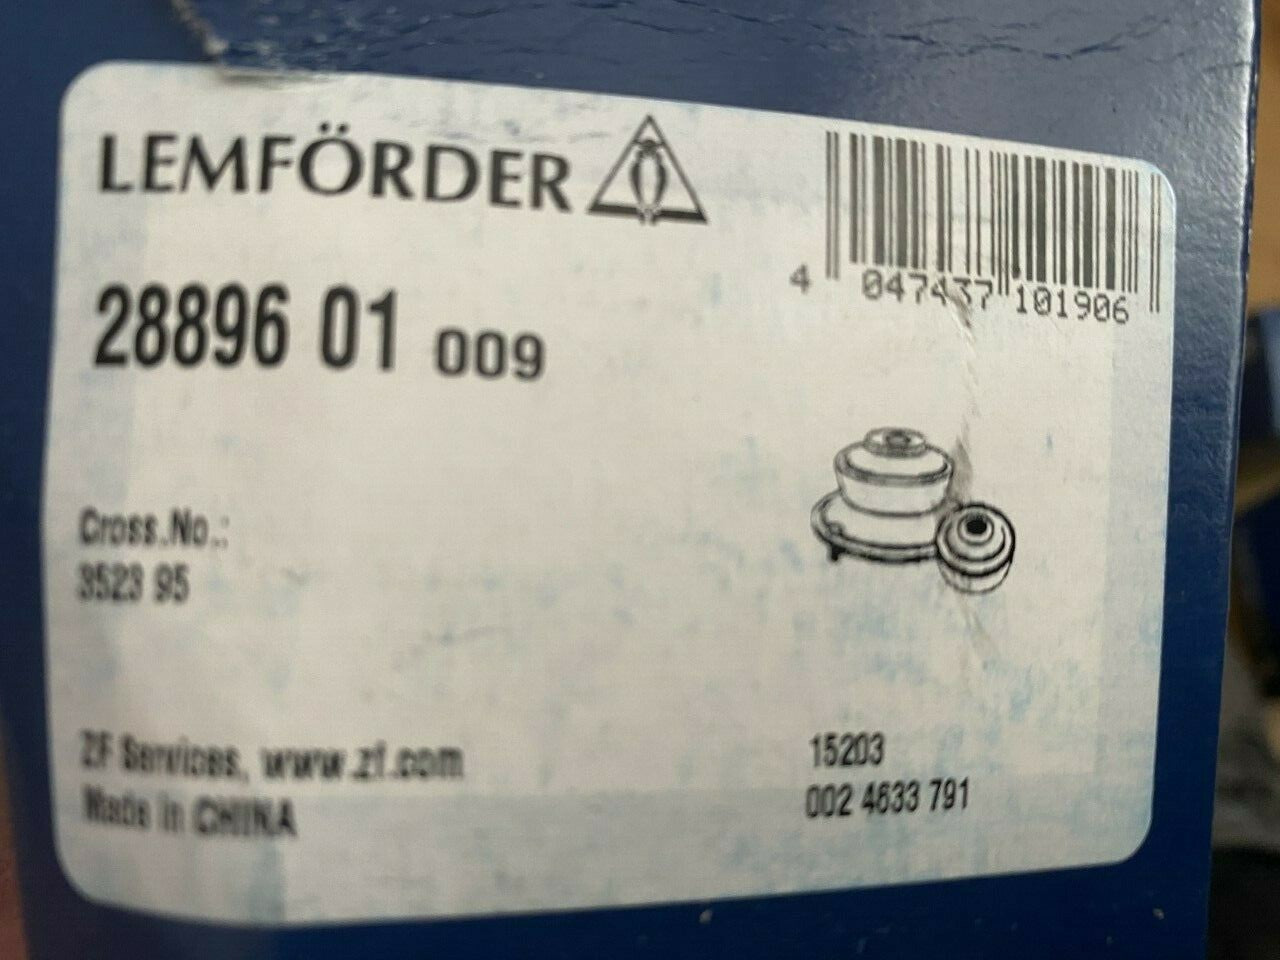 LEMFÖRDER
4 047437 101906
28896 01 009
Cross.No.:
3523 95
ZF Services, www.zf.com
Made in CHINA
15203
002 4633 791